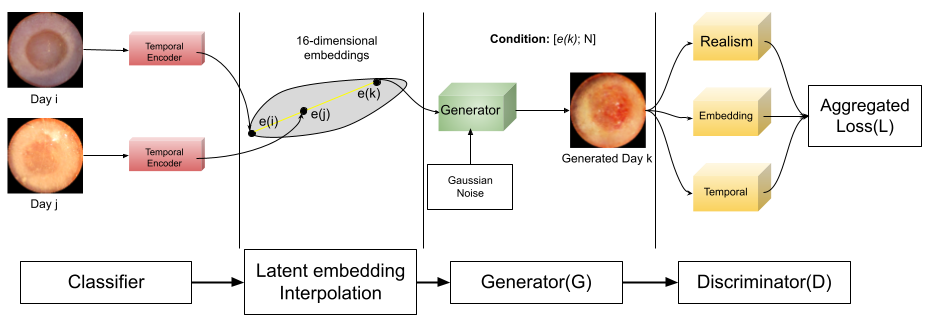 Day i
Temporal
Encoder
Day j
Temporal
Encoder
16-dimensional
embeddings
e(i)
e(j)
e(k)
Condition: [e(k); N]
Generator
Gaussian
Noise
Generated Day k
Realism
Embedding
Temporal
Aggregated
Loss(L)
Classifier
Latent embedding
Interpolation
Generator(G)
Discriminator(D)